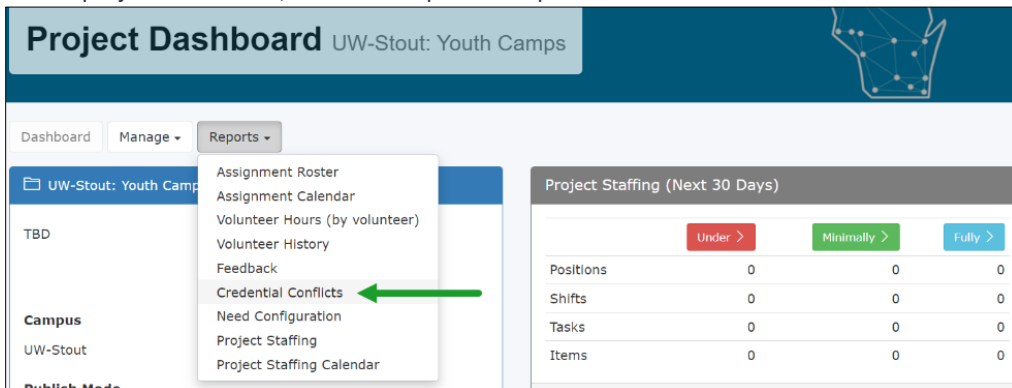 Project Dashboard UW-Stout: Youth Camps
Dashboard Manage Reports
UW-Stout: Youth Camp
TBD
Campus
UW-Stout
Publish Mode
Assignment Roster
Assignment Calendar
Volunteer Hours (by volunteer)
Volunteer History
Feedback
Credential Conflicts
Need Configuration
Project Staffing
Project Staffing Calendar
Project Staffing (Next 30 Days)
Under > Minimally > Fully >
Positions 0 0 0
Shifts 0 0 0
Tasks 0 0 0
Items 0 0 0